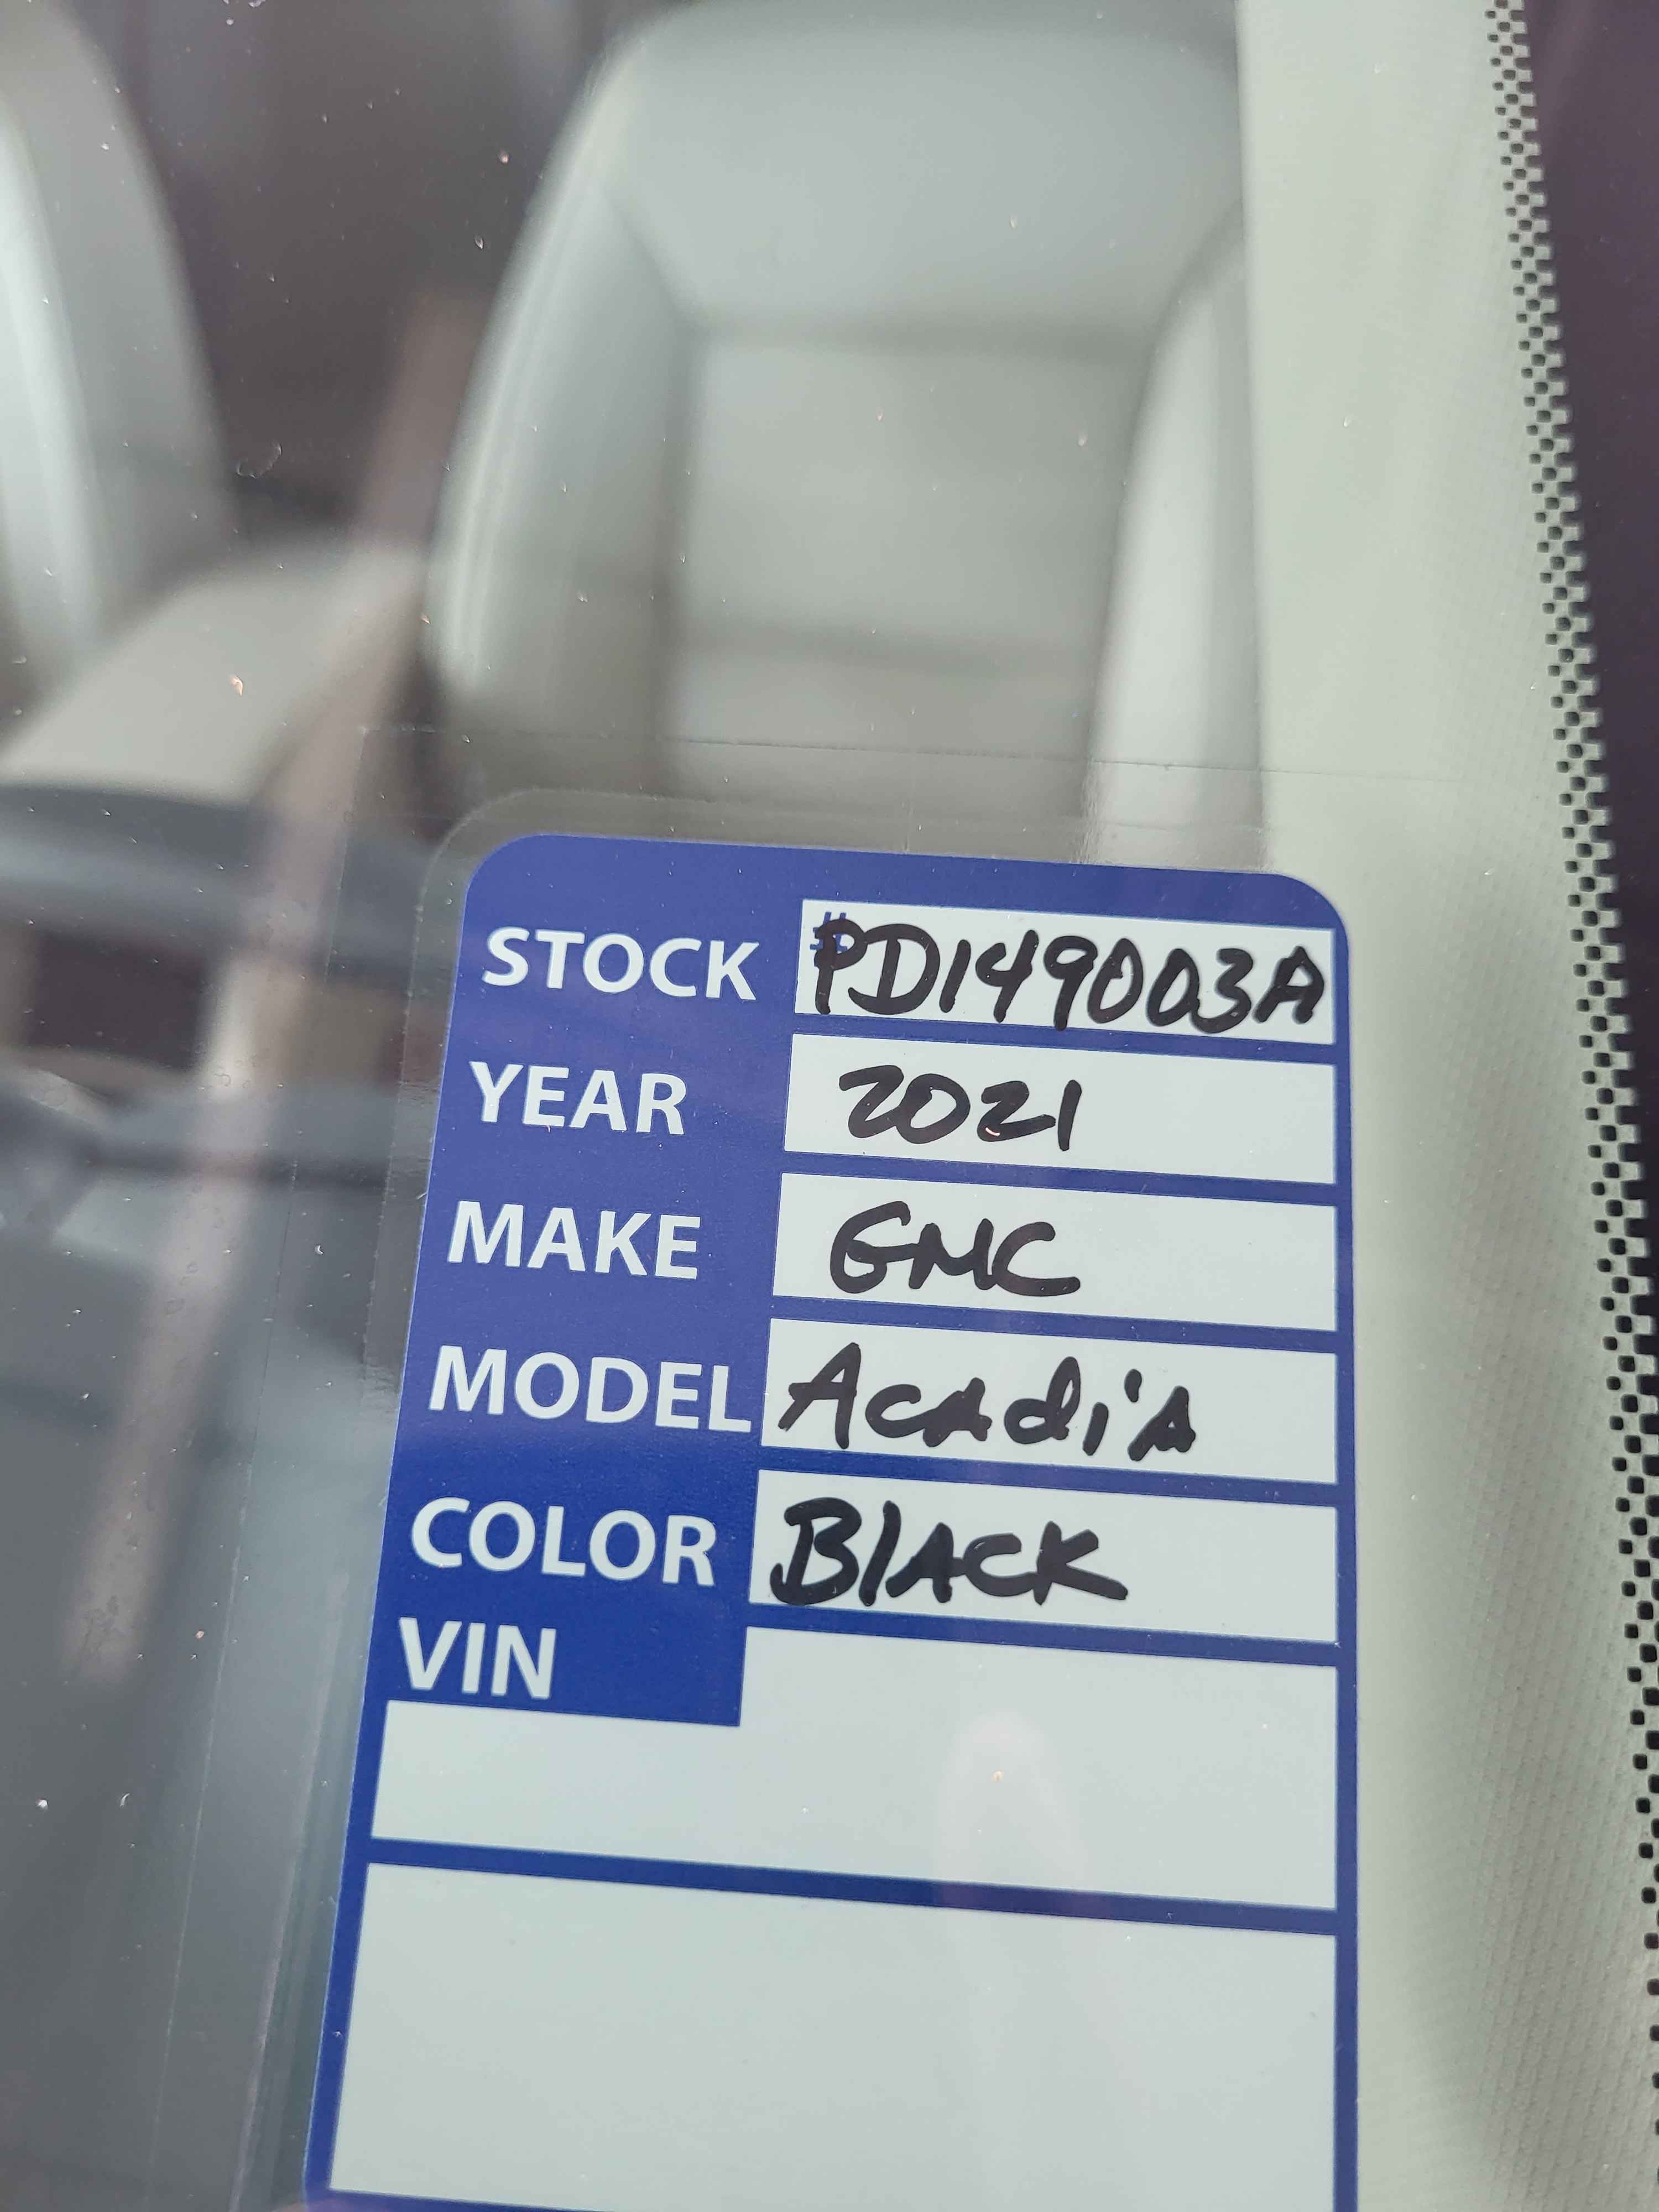 STOCK #PD149003A
YEAR 2021
MAKE GMC
MODEL Acadia
COLOR Black
VIN